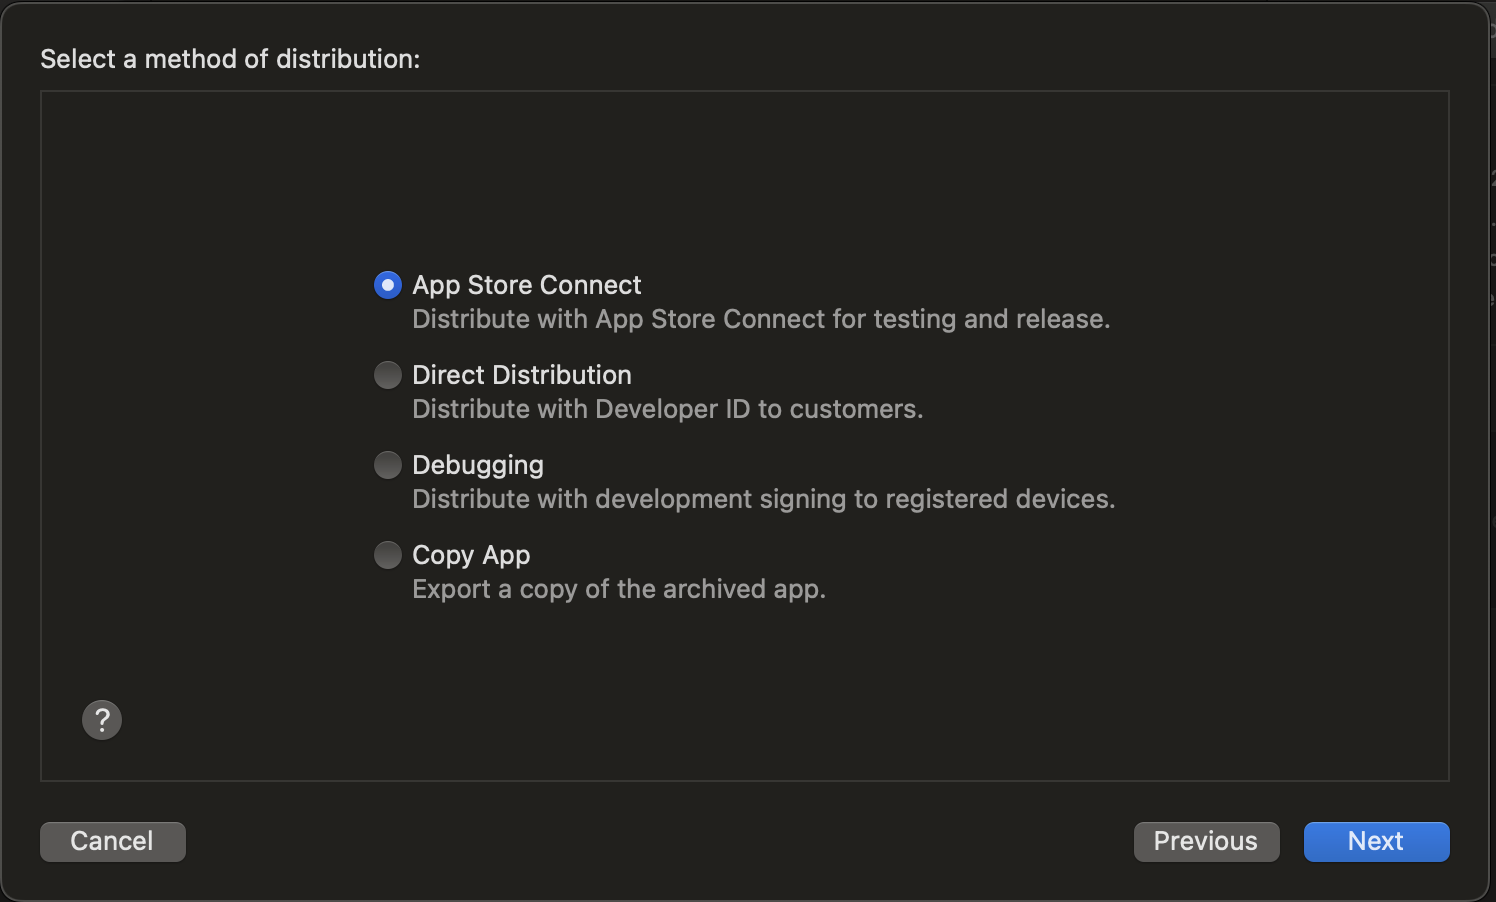 Select a method of distribution:
App Store Connect
Distribute with App Store Connect for testing and release.
Direct Distribution
Distribute with Developer ID to customers.
Debugging
Distribute with development signing to registered devices.
Copy App
Export a copy of the archived app.
?
Cancel
Previous
Next